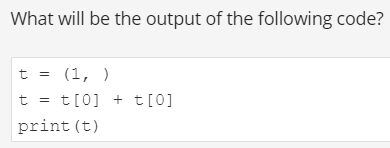 What will be the output of the following code?
t = (1, )
t = t[0] + t[0]
print(t)